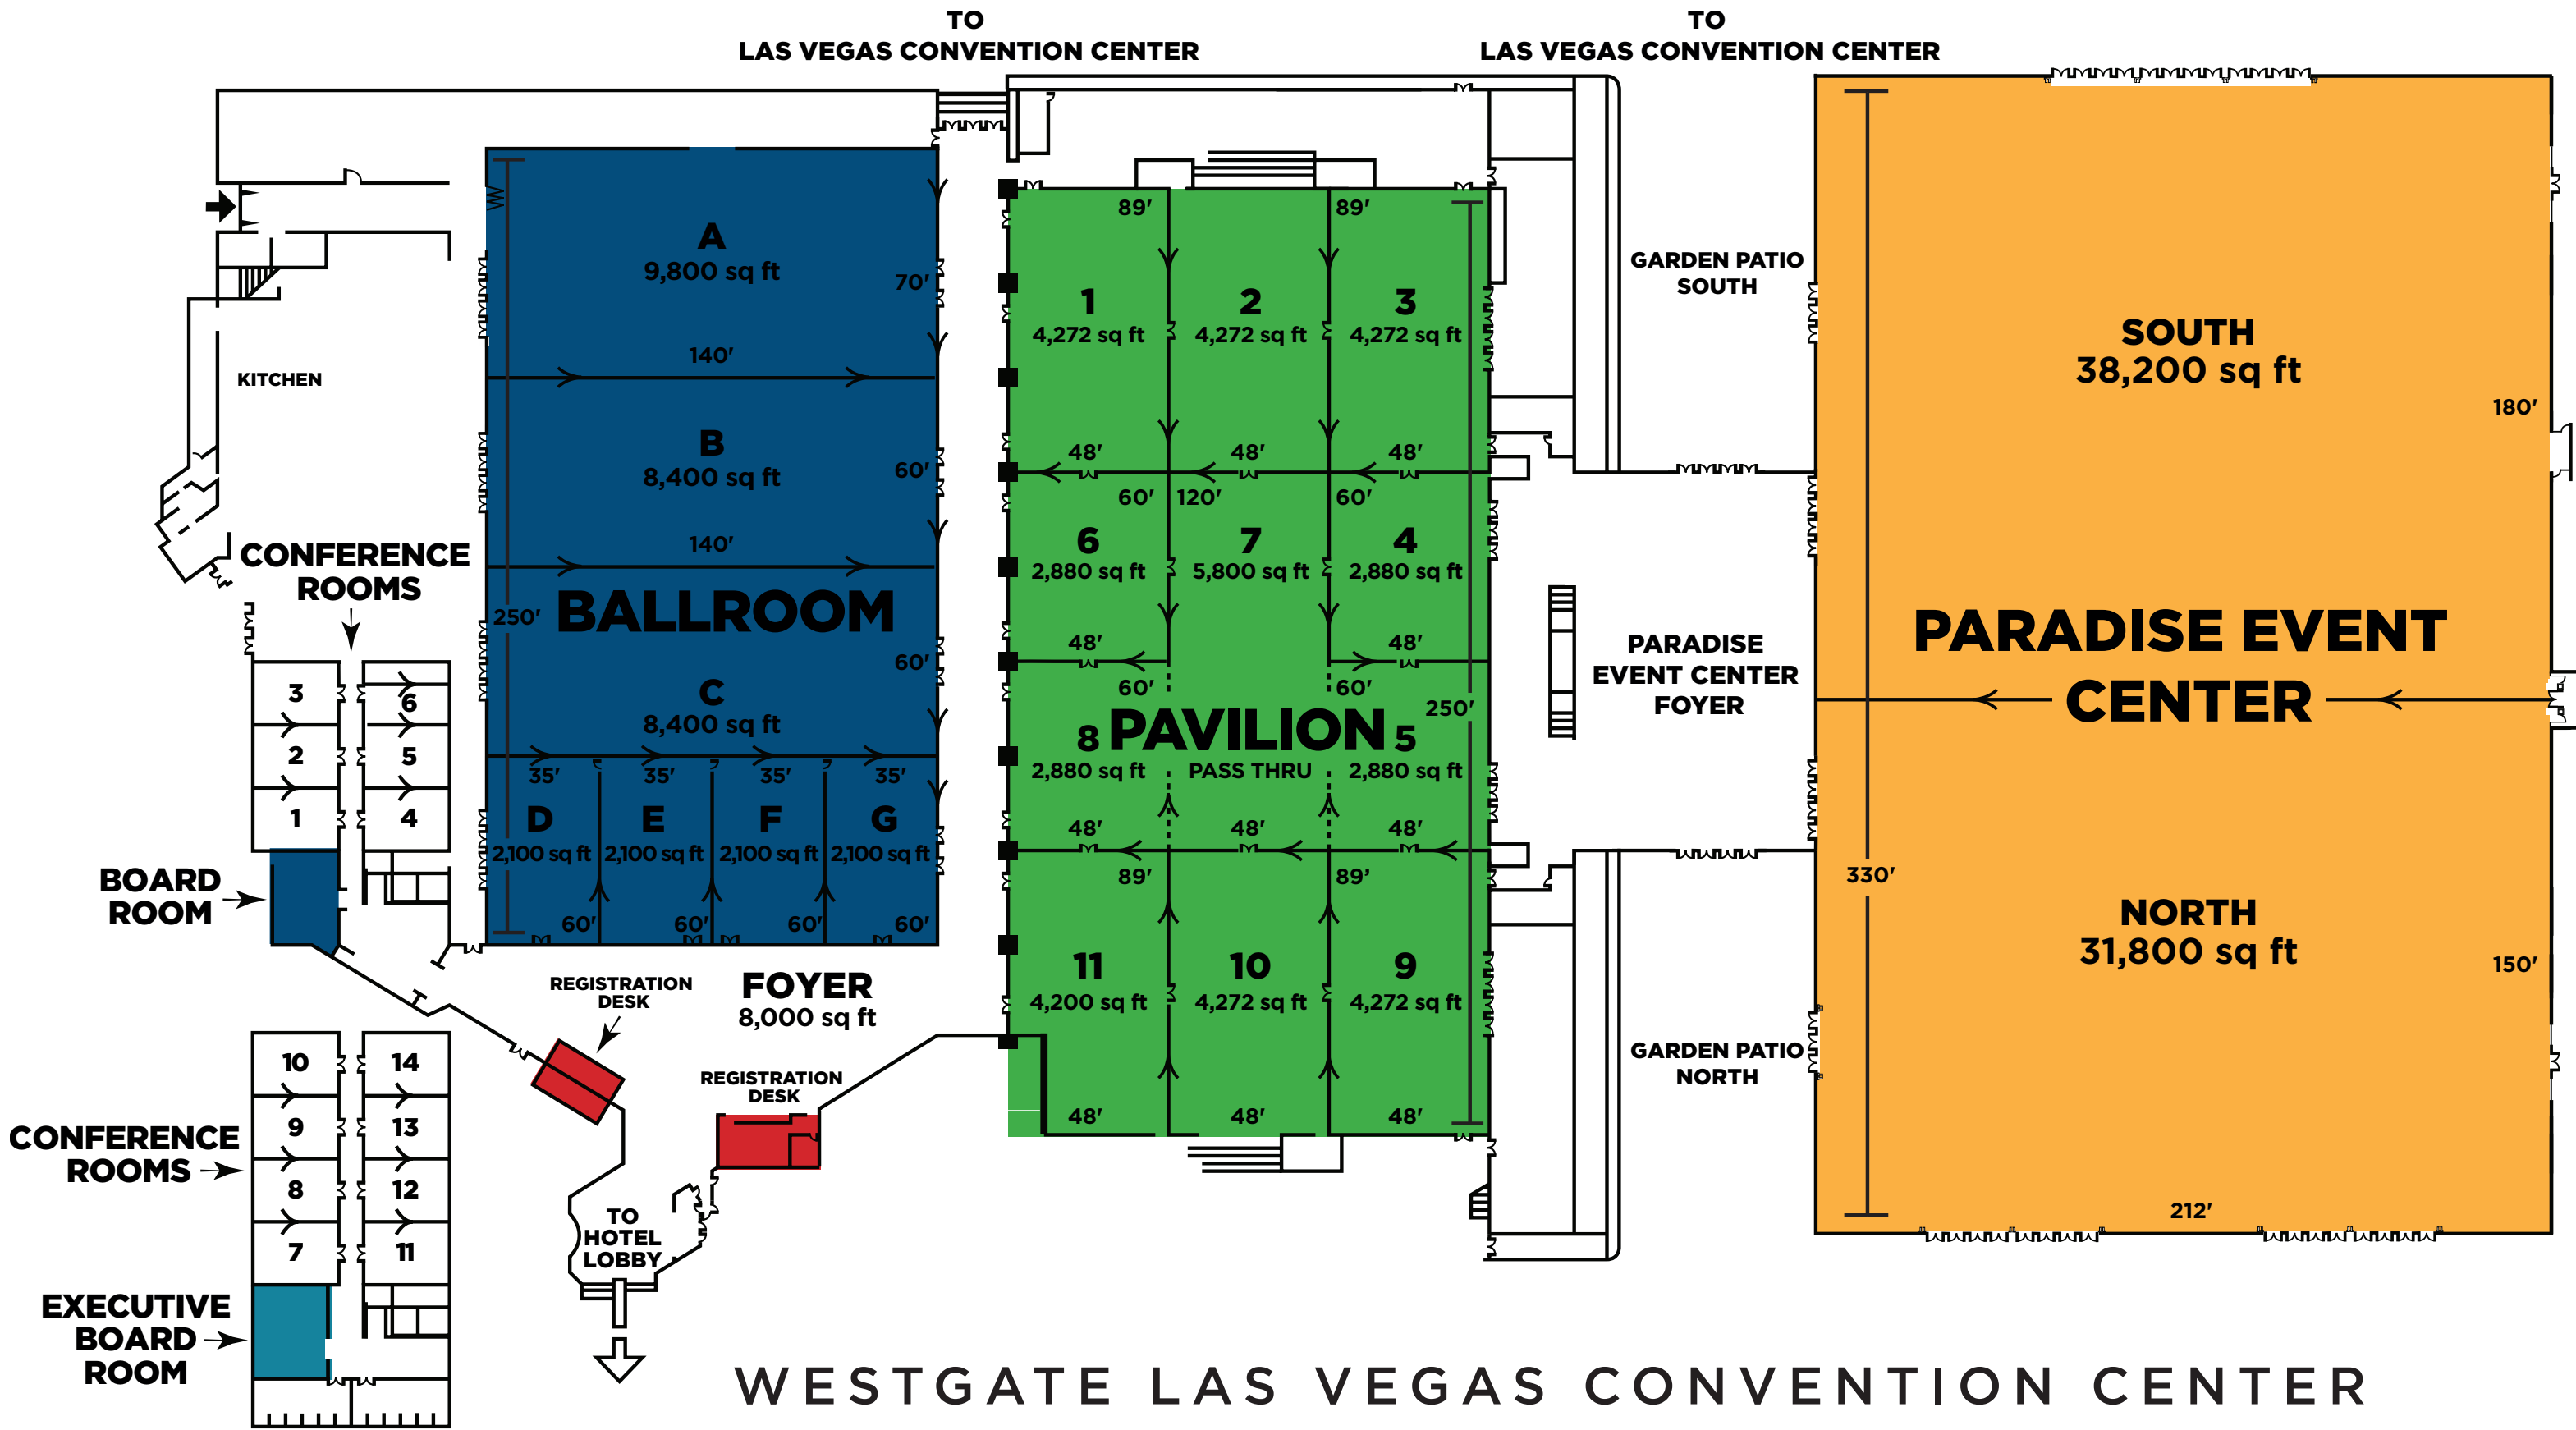 TO
LAS VEGAS CONVENTION CENTER
TO
LAS VEGAS CONVENTION CENTER
KITCHEN
CONFERENCE
ROOMS
3
2
1
6
5
4
BOARD
ROOM
CONFERENCE
ROOMS
10
9
8
7
14
13
12
11
EXECUTIVE
BOARD
ROOM
A
9,800 sq ft
70'
140'
B
8,400 sq ft
60'
140'
250'
BALLROOM
60'
C
8,400 sq ft
35'
35'
35'
35'
D
E
F
G
2,100 sq ft
2,100 sq ft
2,100 sq ft
2,100 sq ft
60'
60'
60'
60'
REGISTRATION
DESK
FOYER
8,000 sq ft
REGISTRATION
DESK
TO
HOTEL
LOBBY
89'
89'
1
4,272 sq ft
2
4,272 sq ft
3
4,272 sq ft
48'
48'
48'
60'
120'
60'
6
2,880 sq ft
7
5,800 sq ft
4
2,880 sq ft
48'
48'
60'
60'
250'
8
PAVILION
5
2,880 sq ft
PASS THRU
2,880 sq ft
48'
48'
48'
89'
89’
11
4,200 sq ft
10
4,272 sq ft
9
4,272 sq ft
48'
48'
48'
GARDEN PATIO
SOUTH
PARADISE
EVENT CENTER
FOYER
GARDEN PATIO
NORTH
SOUTH
38,200 sq ft
180'
PARADISE EVENT
CENTER
330'
NORTH
31,800 sq ft
150'
212'
WESTGATE LAS VEGAS CONVENTION CENTER